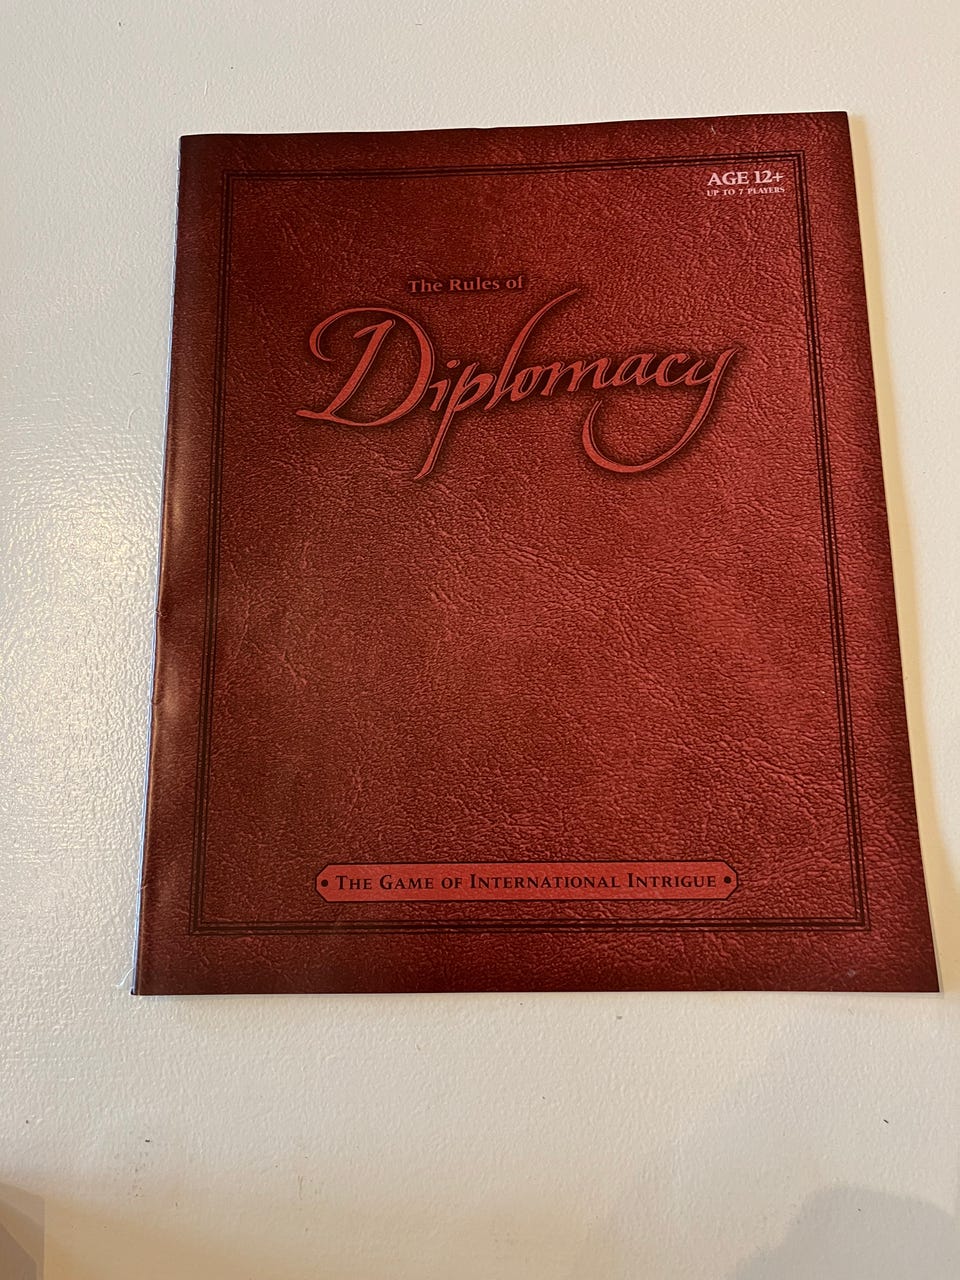 AGE 12+
UP TO 7 PLAYERS
The Rules of
Diplomacy
• THE GAME OF INTERNATIONAL INTRIGUE •